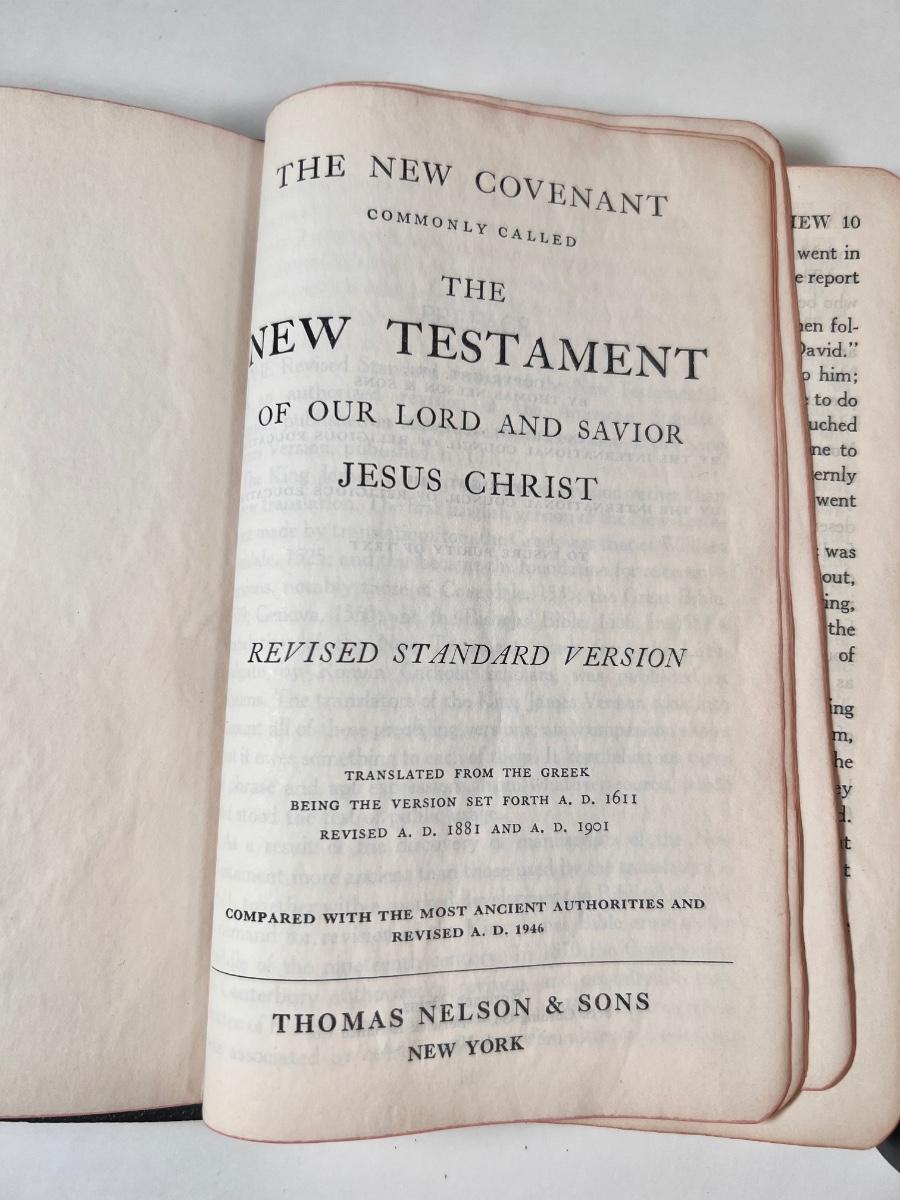 THE NEW COVENANT
COMMONLY CALLED
THE
NEW TESTAMENT
OF OUR LORD AND SAVIOR
JESUS CHRIST
REVISED STANDARD VERSION
TRANSLATED FROM THE GREEK
BEING THE VERSION SET FORTH A. D. 1611
REVISED A. D. 1881 AND A. D. 1901
COMPARED WITH THE MOST ANCIENT AUTHORITIES AND
REVISED A. D. 1946
THOMAS NELSON & SONS
NEW YORK
10
went in
report
fol-
David.”
him;
to do
to
went
was
out,
the
of